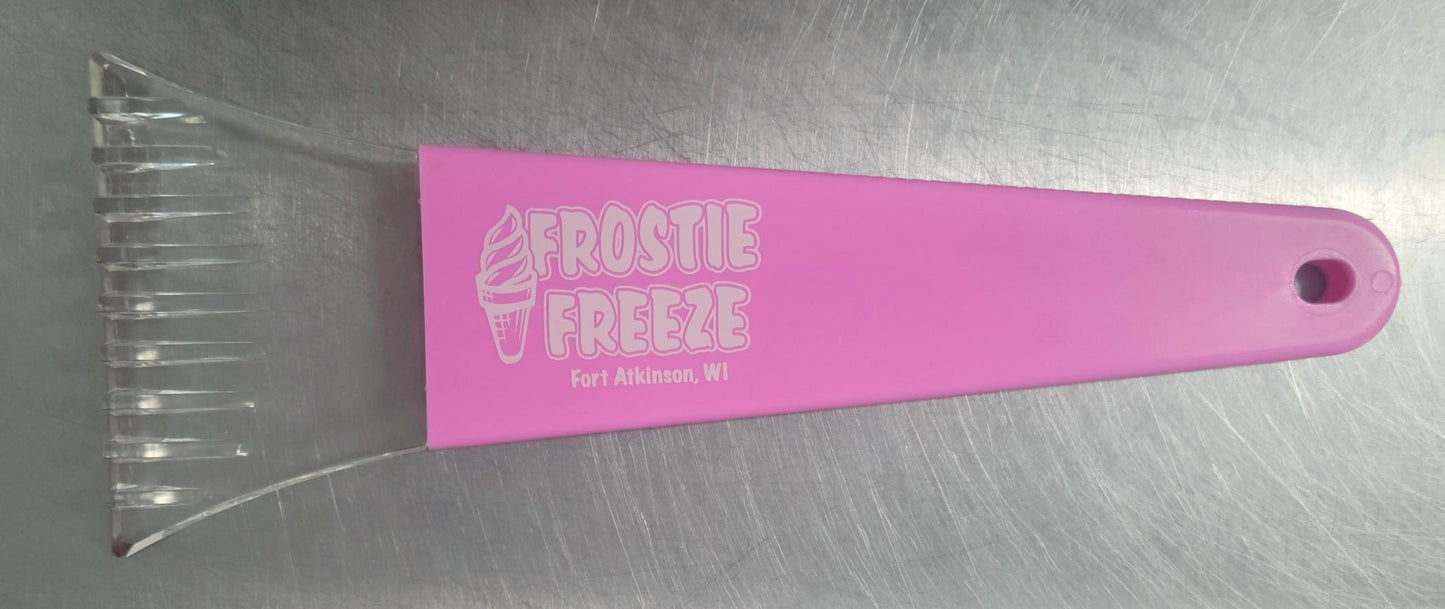 FROSTIE
FREEZE
Fort Atkinson, WI